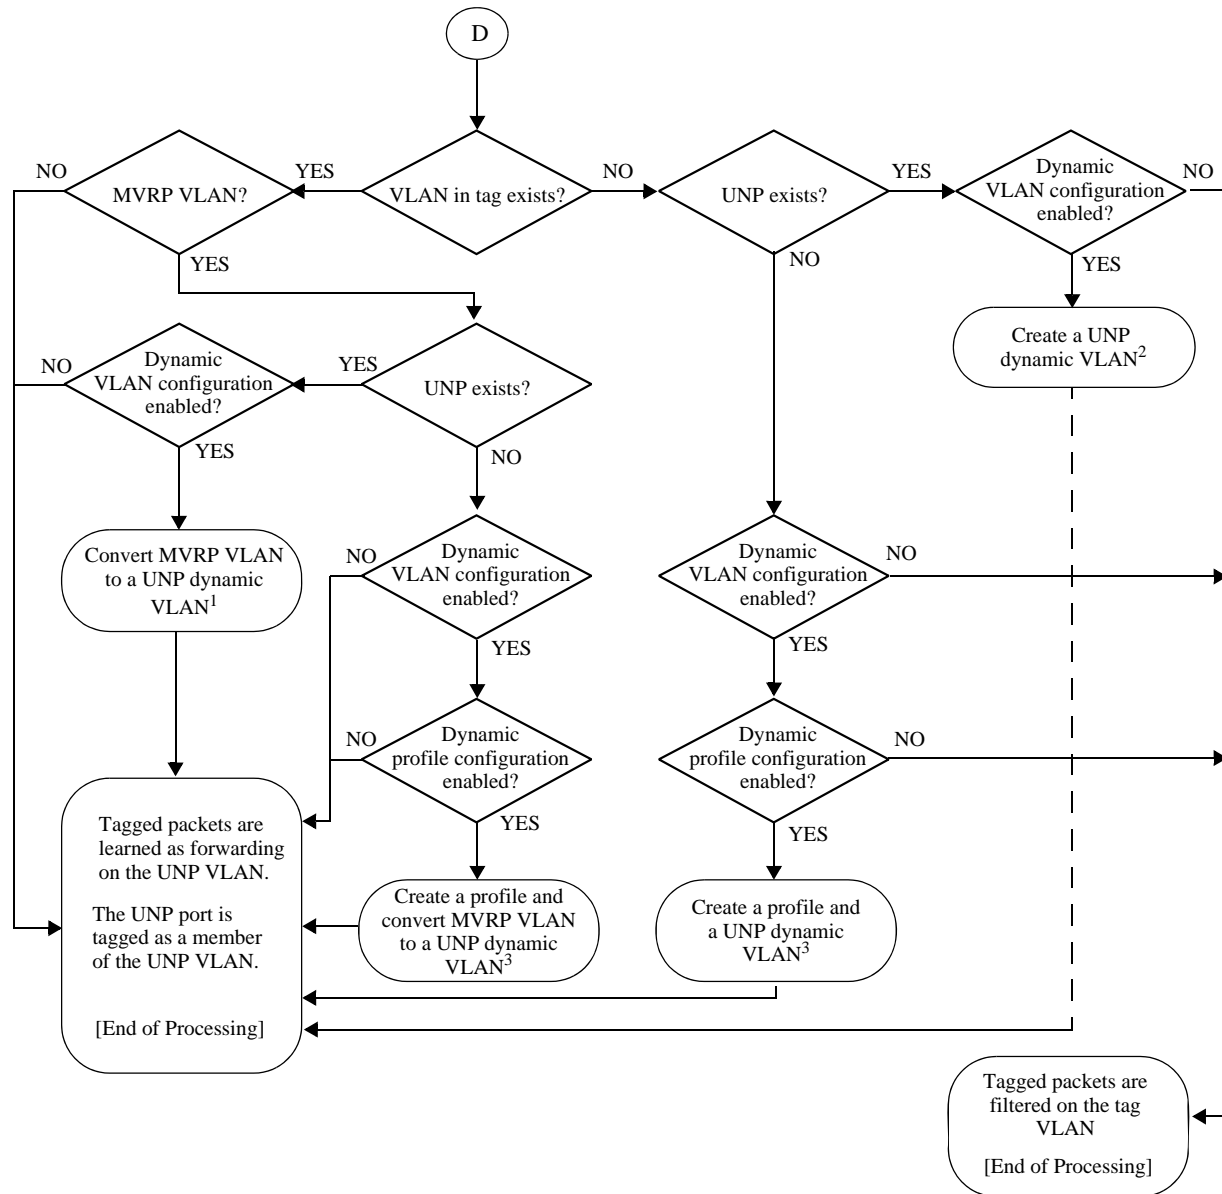 D
NO
MVRP VLAN?
YES
VLAN in tag exists?
NO
UNP exists?
YES
Dynamic
VLAN configuration
enabled?
NO
YES
NO
YES
Create a UNP
dynamic VLAN2
NO
Dynamic
VLAN configuration
enabled?
YES
UNP exists?
YES
NO
Convert MVRP VLAN
to a UNP dynamic
VLAN1
NO
Dynamic
VLAN configuration
enabled?
YES
Dynamic
VLAN configuration
enabled?
NO
YES
NO
Dynamic
profile configuration
enabled?
YES
Dynamic
profile configuration
enabled?
NO
YES
Tagged packets are
learned as forwarding
on the UNP VLAN.
The UNP port is
tagged as a member
of the UNP VLAN.
[End of Processing]
Create a profile and
convert MVRP VLAN
to a UNP dynamic
VLAN3
Create a profile and
a UNP dynamic
VLAN3
Tagged packets are
filtered on the tag
VLAN
[End of Processing]